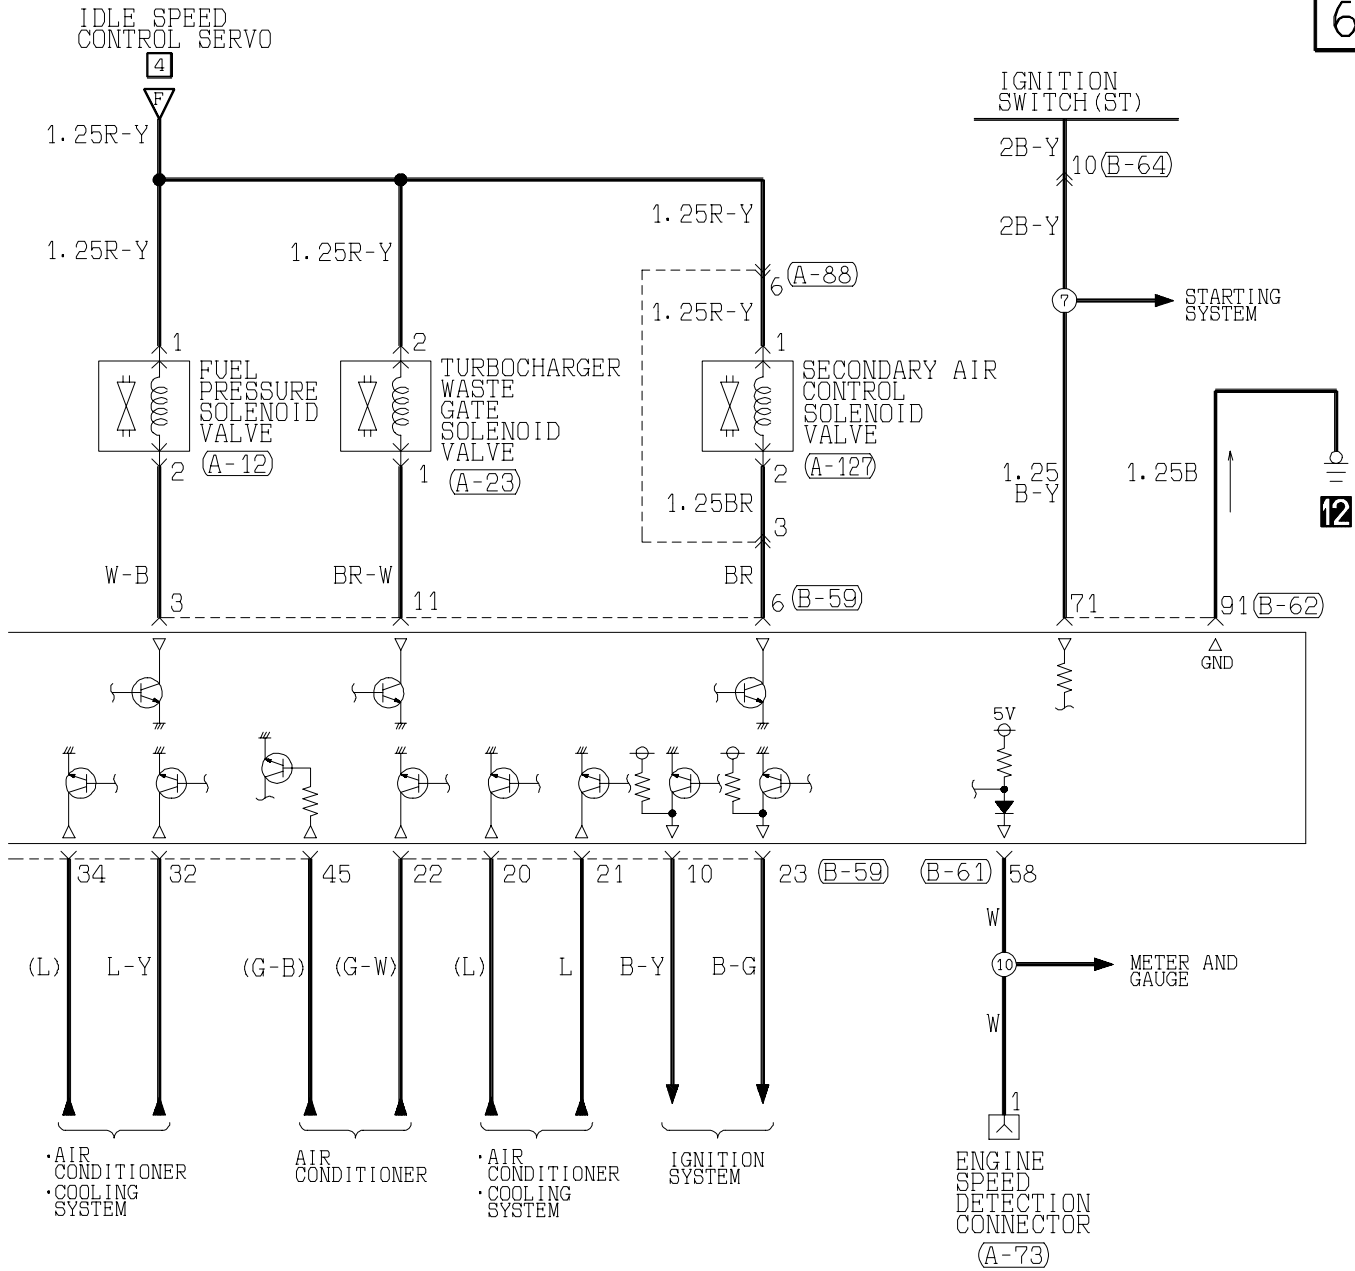 IDLE SPEED
CONTROL SERVO
4
F
6
IGNITION
SWITCH(ST)
1.25R-Y
2B-Y
10 (B-64)
1.25R-Y
2B-Y
1.25R-Y
1.25R-Y
6 (A-88)
7
STARTING
SYSTEM
1.25R-Y
1
2
1
FUEL
PRESSURE
SOLENOID
VALVE
(A-12)
TURBOCHARGER
WASTE
GATE
SOLENOID
VALVE
(A-23)
SECONDARY AIR
CONTROL
SOLENOID
VALVE
(A-127)
2
1
2
1.25BR
3
1.25
B-Y
1.25B
12
W-B
BR-W
BR
3
11
6 (B-59)
71
91 (B-62)
GND
5V
34
32
45
22
20
21
10
23 (B-59)
(B-61) 58
W
(L)
L-Y
(G-B)
(G-W)
(L)
L
B-Y
B-G
10
METER AND
GAUGE
W
1
·AIR
CONDITIONER
·COOLING
SYSTEM
AIR
CONDITIONER
·AIR
CONDITIONER
·COOLING
SYSTEM
IGNITION
SYSTEM
ENGINE
SPEED
DETECTION
CONNECTOR
(A-73)